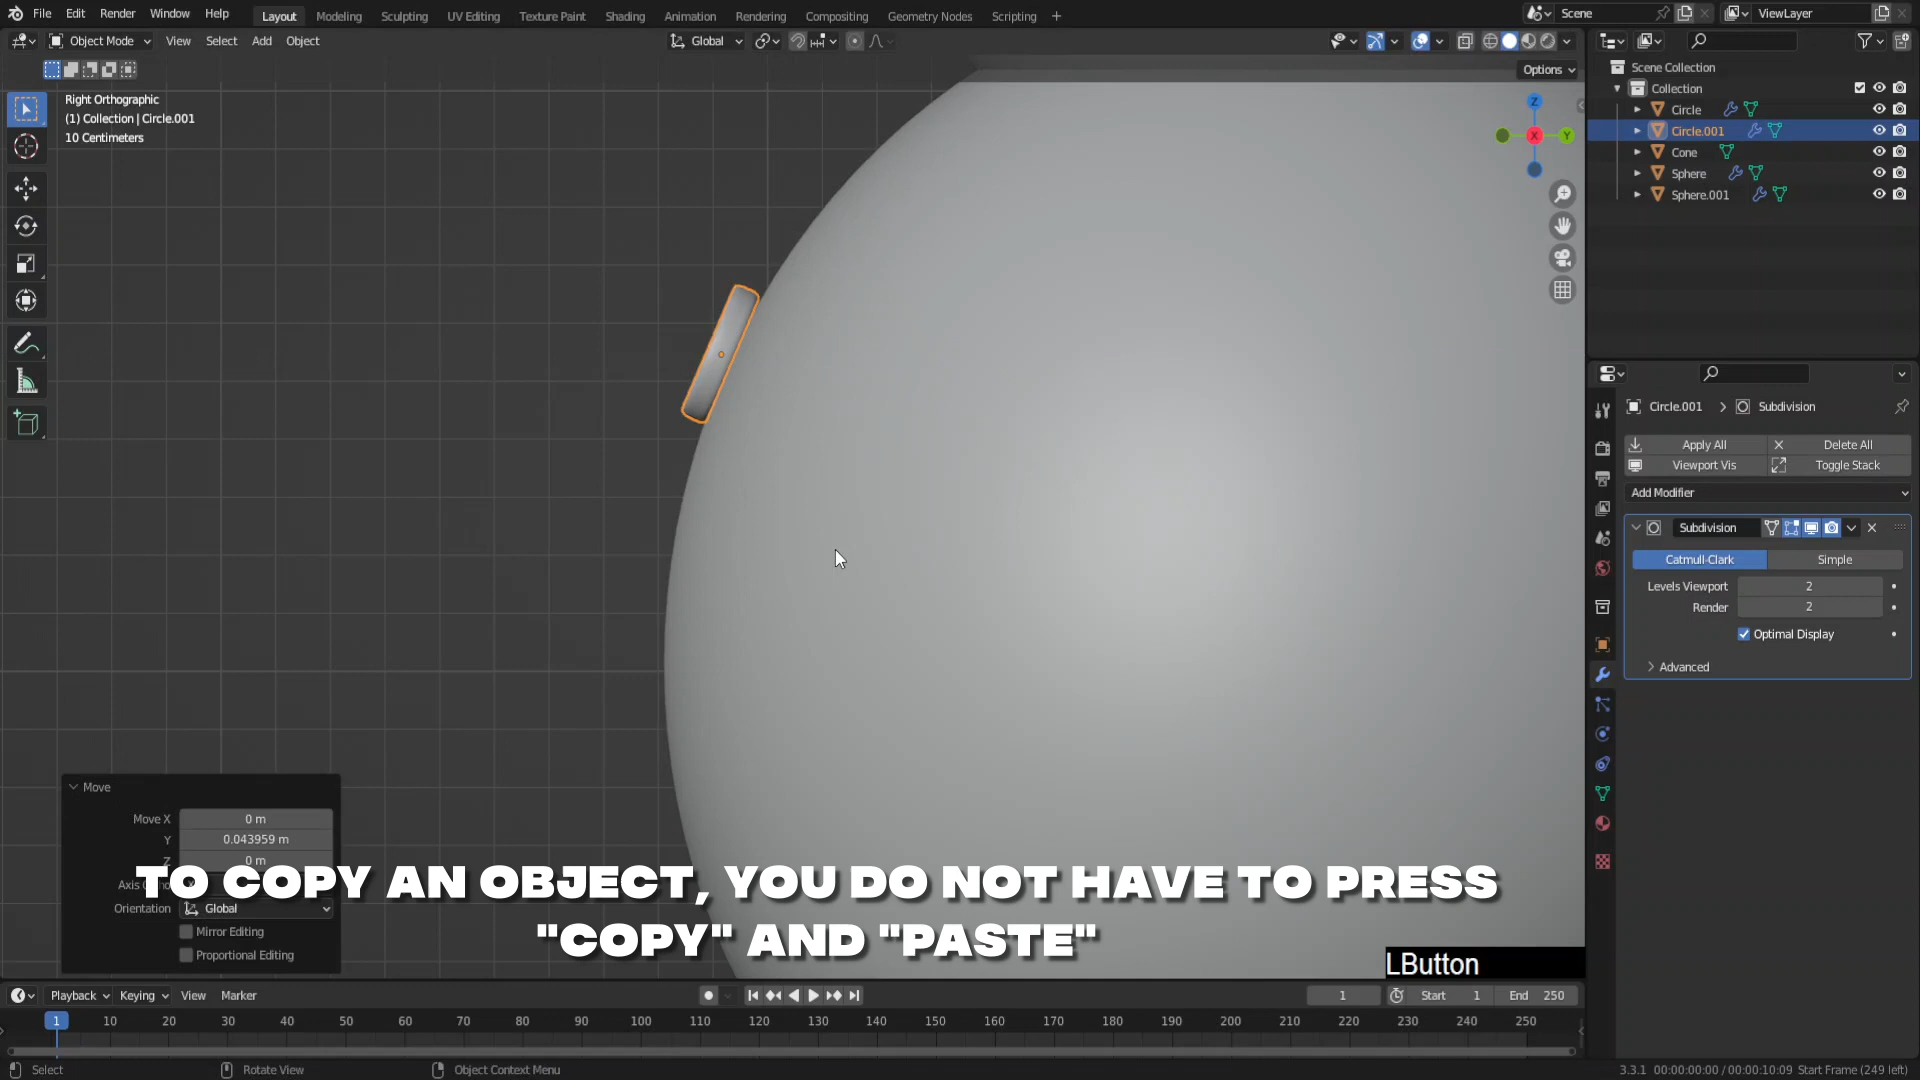 File Edit Render Window Help Layout Modeling Sculpting UV Editing Texture Paint Shading Animation Rendering Compositing Geometry Nodes Scripting + Scene ViewLayer
Object Mode View Select Add Object Global
Options
Right Orthographic
(1) Collection | Circle.001
10 Centimeters
Z
X
Y
Scene Collection
Collection
Circle
Circle.001
Cone
Sphere
Sphere.001
Circle.001 Subdivision
Apply All Delete All
Viewport Vis Toggle Stack
Add Modifier
Subdivision
Catmull-Clark Simple
Levels Viewport 2
Render 2
Optimal Display
Advanced
Move
Move X 0 m
Y 0.043959 m
Z 0 m
Orientation Global
Mirror Editing
Proportional Editing
TO COPY AN OBJECT, YOU DO NOT HAVE TO PRESS
"COPY" AND "PASTE"
LButton
Playback Keying View Marker 1 Start 1 End 250
1 10 20 30 40 50 60 70 80 90 100 110 120 130 140 150 160 170 180 190 200 210 220 230 240 250
Select Rotate View Object Context Menu 3.3.1 00:00:00:00 / 00:00:10:09 Start Frame (249 left)